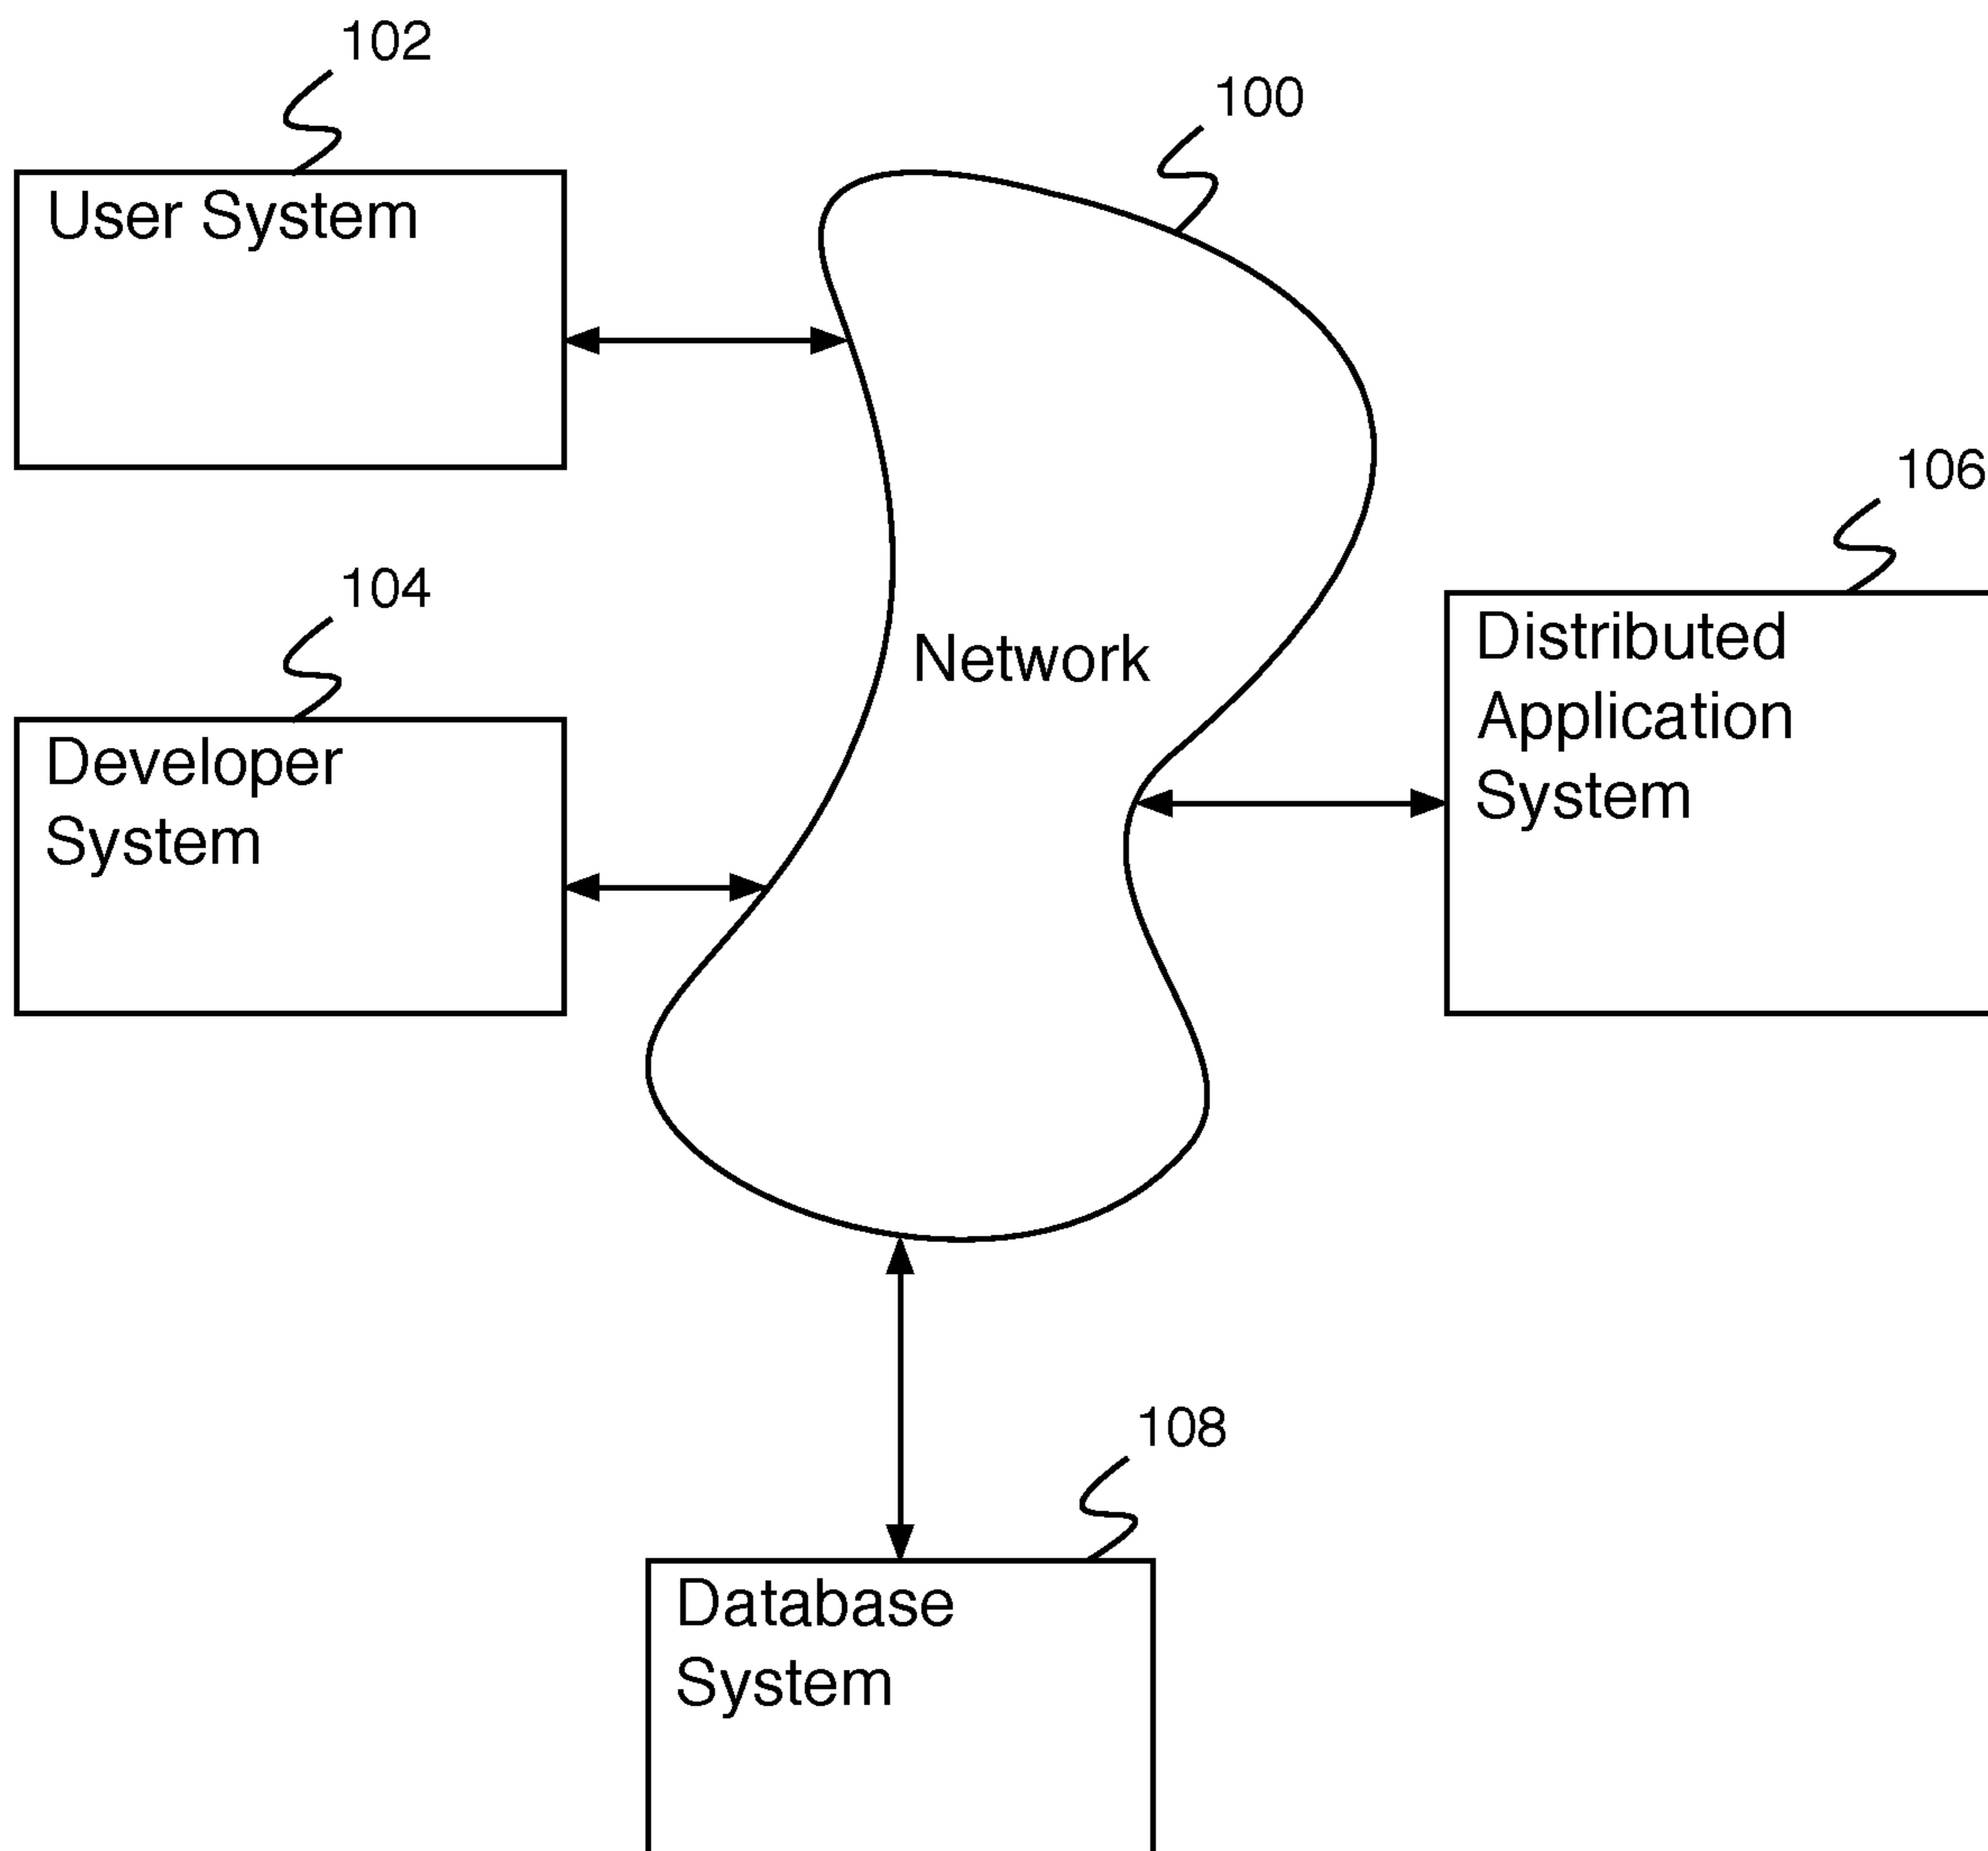 102
100
User System
106
104
Network
Distributed
Application
System
Developer
System
108
Database
System